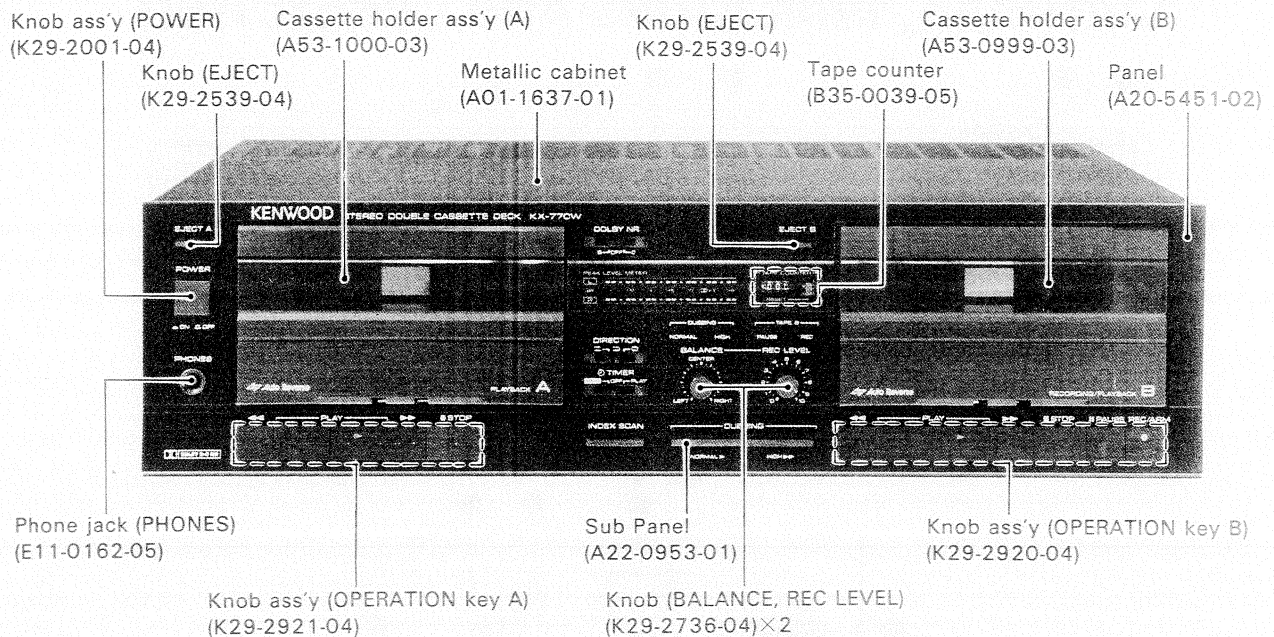 Knob ass'y (POWER)
(K29-2001-04)
Cassette holder ass'y (A)
(A53-1000-03)
Knob (EJECT)
(K29-2539-04)
Cassette holder ass'y (B)
(A53-0999-03)
Knob (EJECT)
(K29-2539-04)
Metallic cabinet
(A01-1637-01)
Tape counter
(B35-0039-05)
Panel
(A20-5451-02)
KENWOOD STEREO DOUBLE CASSETTE DECK KX-77CW
EJECT A
DOLBY NR
EJECT B
POWER
PEAK LEVEL METER
ON OFF
DUBBING
TAPE B
NORMAL HIGH
PAUSE REC
DIRECTION
BALANCE
REC LEVEL
CENTER
PHONES
TIMER
OFF PLAY
LEFT RIGHT
Auto Reverse
PLAYBACK A
Auto Reverse
RECORDING/PLAYBACK B
PLAY
STOP
INDEX SCAN
DUBBING
PLAY
STOP
PAUSE
REC/ARM
NORMAL
HIGH
Phone jack (PHONES)
(E11-0162-05)
Sub Panel
(A22-0953-01)
Knob ass'y (OPERATION key B)
(K29-2920-04)
Knob ass'y (OPERATION key A)
(K29-2921-04)
Knob (BALANCE, REC LEVEL)
(K29-2736-04)×2